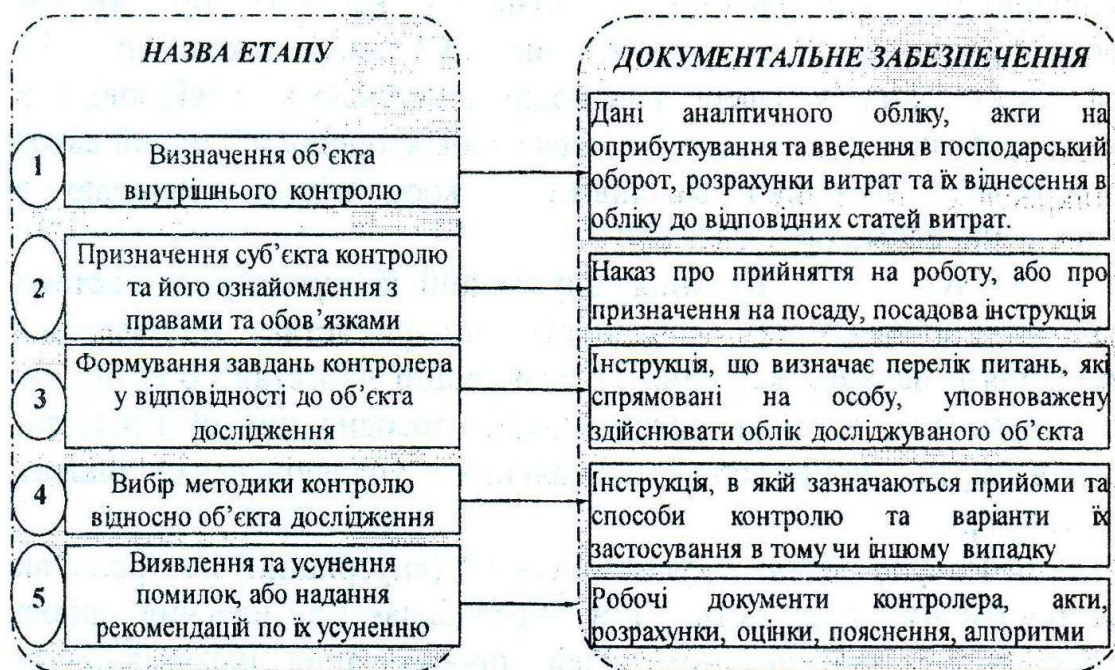 НАЗВА ЕТАПУ
1
Визначення об’єкта
внутрішнього контролю
2
Призначення суб’єкта контролю
та його ознайомлення з
правами та обов’язками
3
Формування завдань контролера
у відповідності до об’єкта
дослідження
4
Вибір методики контролю
відносно об’єкта дослідження
5
Виявлення та усунення
помилок, або надання
рекомендацій по їх усуненню
ДОКУМЕНТАЛЬНЕ ЗАБЕЗПЕЧЕННЯ
Дані аналітичного обліку, акти на
оприбуткування та введення в господарський
оборот, розрахунки витрат та їх віднесення в
обліку до відповідних статей витрат.
Наказ про прийняття на роботу, або про
призначення на посаду, посадова інструкція
Інструкція, що визначає перелік питань, які
спрямовані на особу, уповноважену
здійснювати облік досліджуваного об’єкта
Інструкція, в якій зазначаються прийоми та
способи контролю та варіанти їх
застосування в тому чи іншому випадку
Робочі документи контролера, акти,
розрахунки, оцінки, пояснення, алгоритми